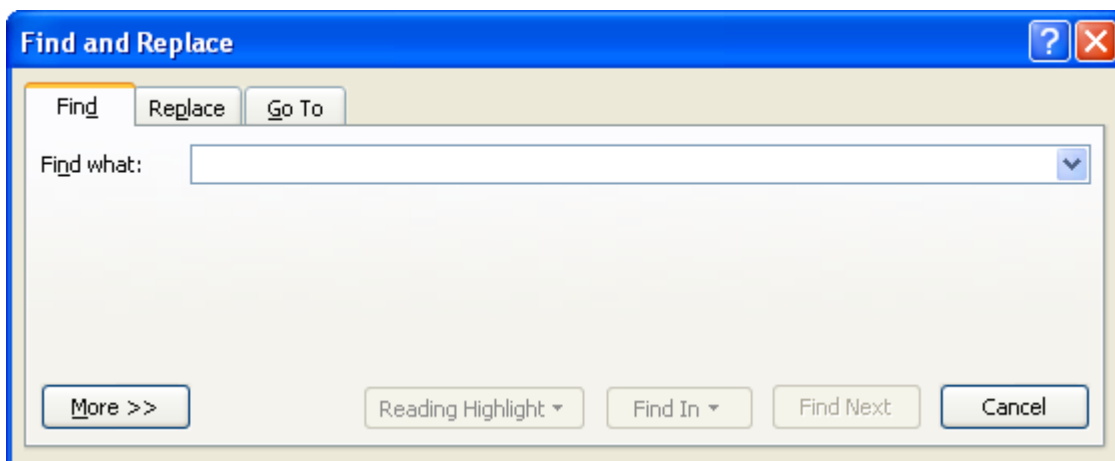 Find and Replace
Find Replace Go To
Find what:
More >> Reading Highlight Find In Find Next Cancel